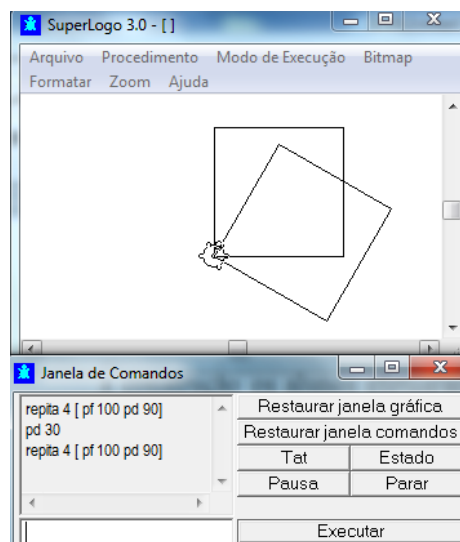 SuperLogo 3.0 - [ ]
Arquivo Procedimento Modo de Execução Bitmap
Formatar Zoom Ajuda
Janela de Comandos
repita 4 [ pf 100 pd 90]
pd 30
repita 4 [ pf 100 pd 90]
Restaurar janela gráfica
Restaurar janela comandos
Tat Estado
Pausa Parar
Executar